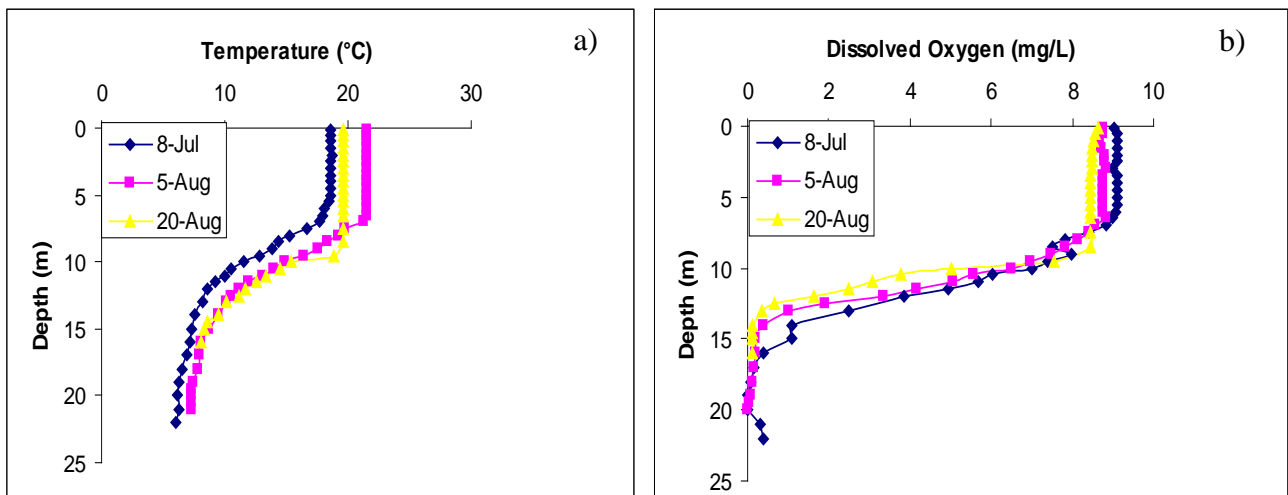 Temperature (°C)
a)
0 10 20 30
0
5
10
15
20
25
Depth (m)
8-Jul
5-Aug
20-Aug
Dissolved Oxygen (mg/L)
b)
0 2 4 6 8 10
0
5
10
15
20
25
Depth (m)
8-Jul
5-Aug
20-Aug